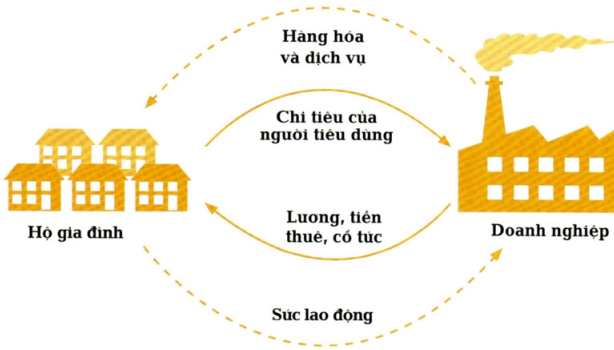 Hàng hóa
và dịch vụ
Chi tiêu của
người tiêu dùng
Lương, tiền
thuê, cổ tức
Hộ gia đình
Doanh nghiệp
Sức lao động